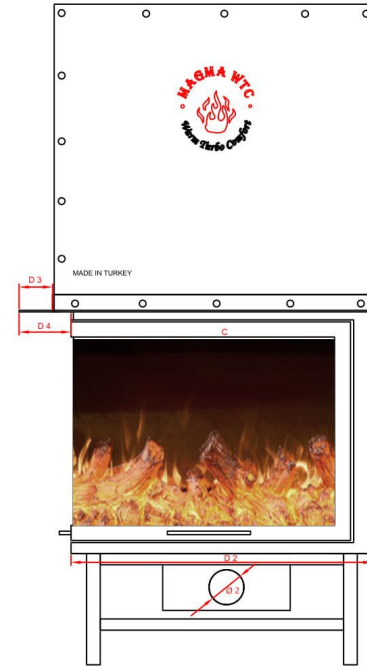 MAGMA WTC
Warm Turbo Comfort
MADE IN TURKEY
D 3
D 4
C
D 2
Ø 2